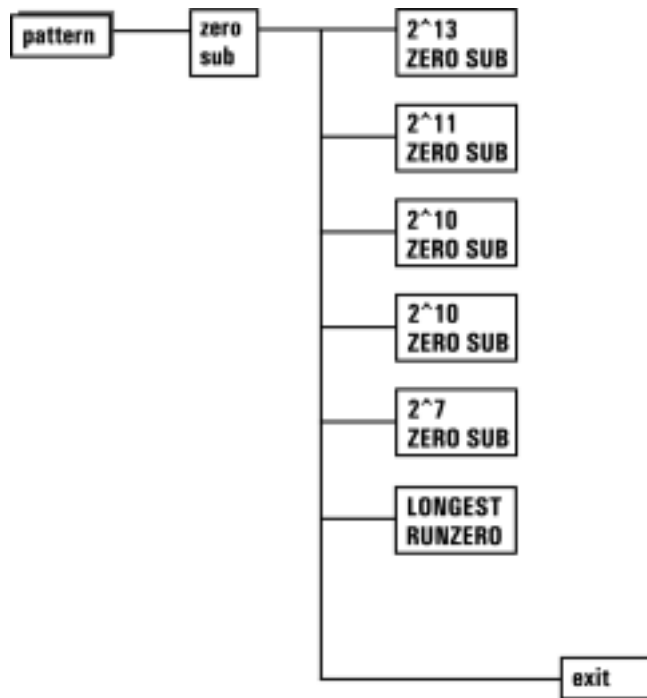 pattern
zero
sub
2^13
ZERO SUB
2^11
ZERO SUB
2^10
ZERO SUB
2^10
ZERO SUB
2^7
ZERO SUB
LONGEST
RUNZERO
exit